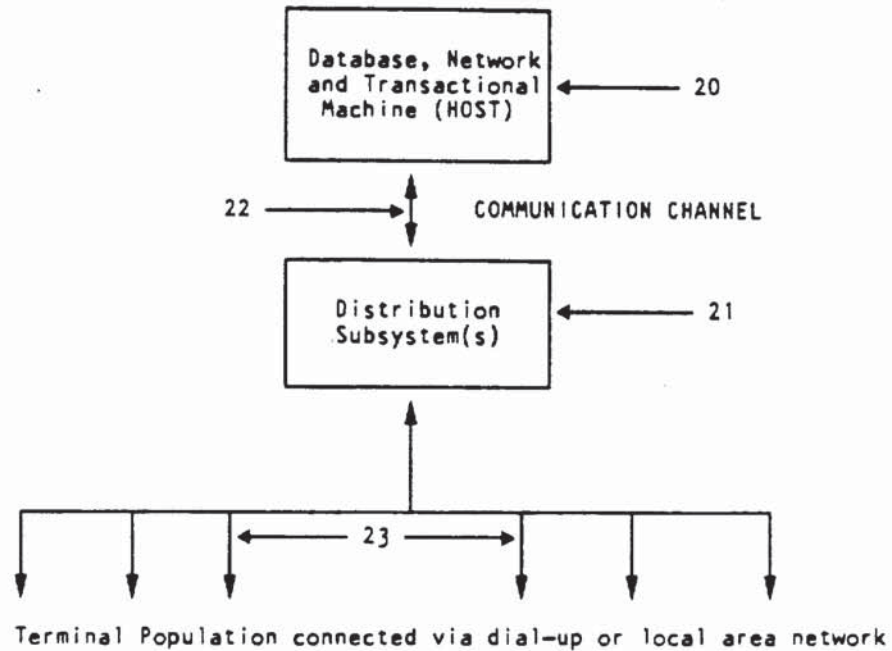 Database, Network
and Transactional
Machine (HOST)
20
22
COMMUNICATION CHANNEL
Distribution
Subsystem(s)
21
23
Terminal Population connected via dial-up or local area network